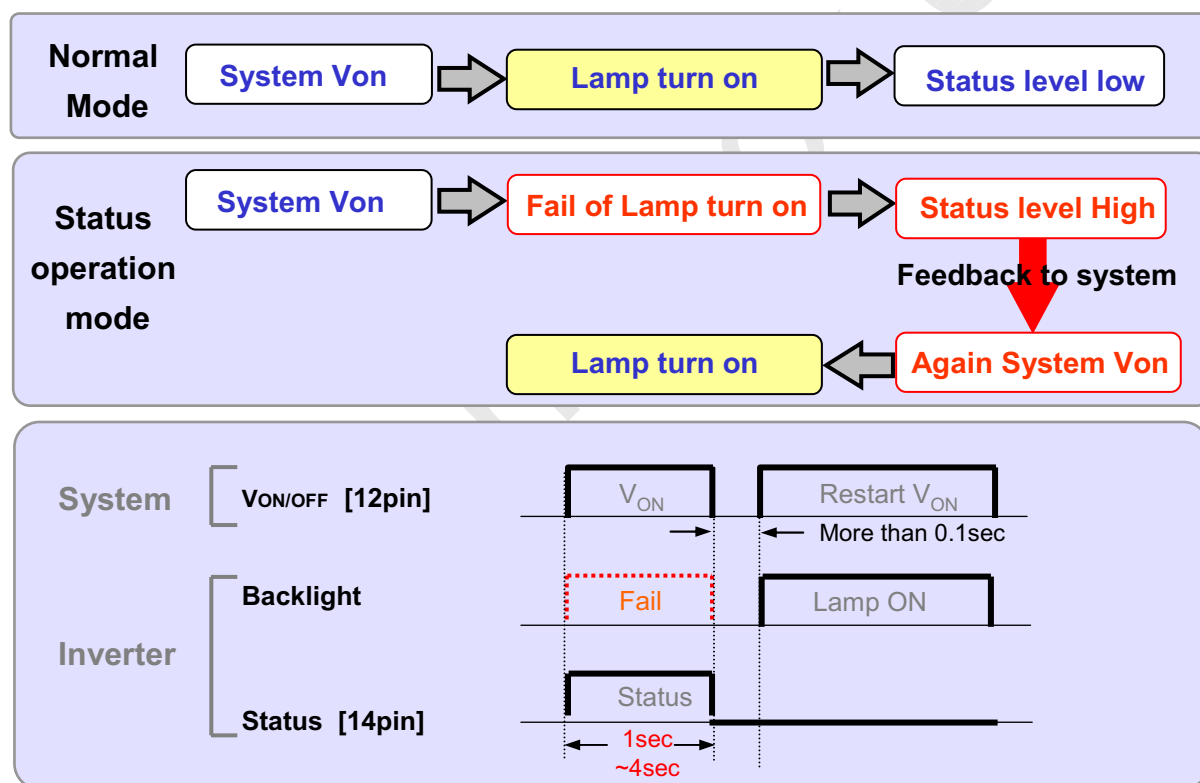 Normal
Mode
System Von
Lamp turn on
Status level low
Status
operation
mode
System Von
Fail of Lamp turn on
Status level High
Feedback to system
Lamp turn on
Again System Von
System
VON/OFF [12pin]
VON
Restart VON
More than 0.1sec
Inverter
Backlight
Fail
Lamp ON
Status [14pin]
Status
1sec
~4sec